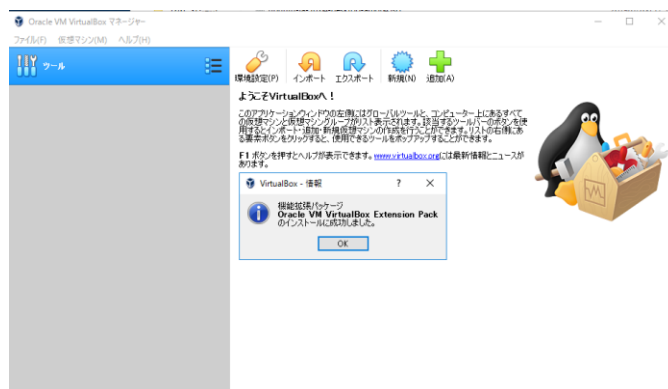 Oracle VM VirtualBox マネージャー
ファイル(F) 仮想マシン(M) ヘルプ(H)
ツール
環境設定(P) インポート エクスポート 新規(N) 追加(A)
ようこそVirtualBoxへ!
このアプリケーションウィンドウの左側にはグローバルツールと、コンピューター上にあるすべて
の仮想マシンと仮想マシングループがリスト表示されます。該当するツールバーのボタンを使
用するとインポート・追加・新規仮想マシンの作成を行うことができます。リストの右側にあ
る要素ボタンをクリックすると、使用できるツールをポップアップすることができます。
F1 ボタンを押すとヘルプが表示できます。www.virtualbox.orgには最新情報とニュースが
あります。
VirtualBox - 情報
機能拡張パッケージ
Oracle VM VirtualBox Extension Pack
のインストールに成功しました。
OK